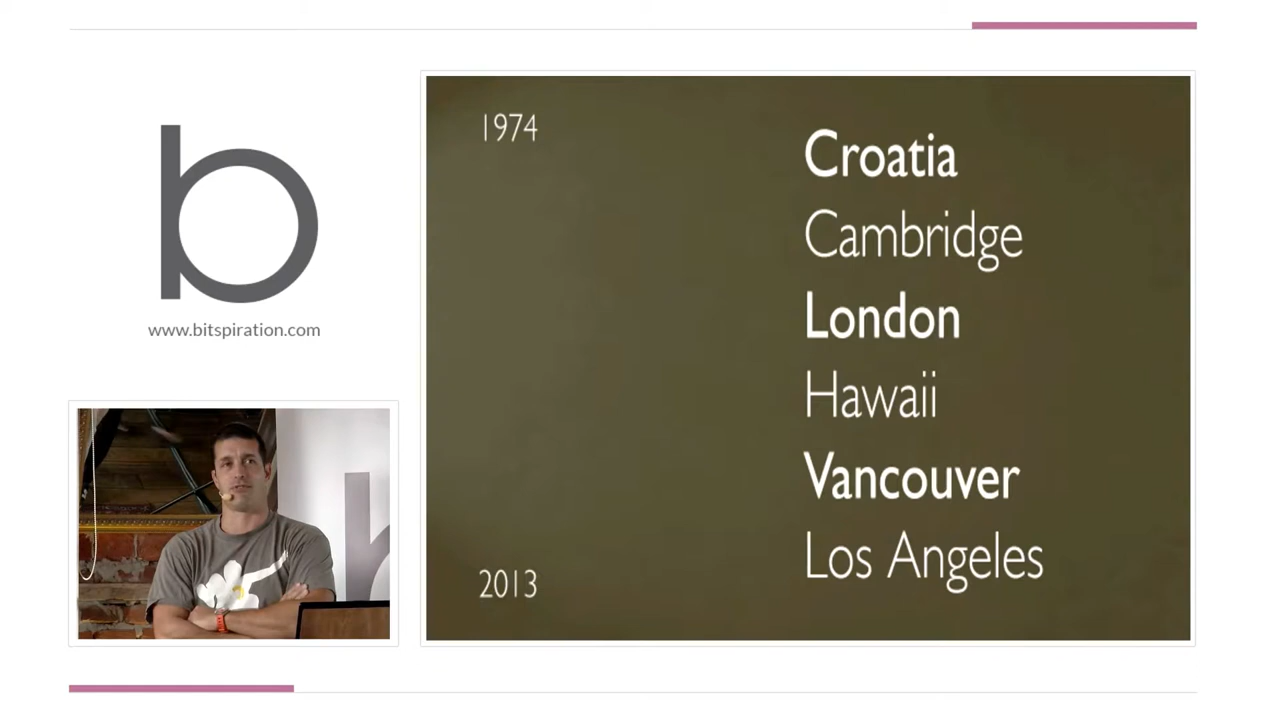 b
www.bitspiration.com
1974
Croatia
Cambridge
London
Hawaii
Vancouver
Los Angeles
2013